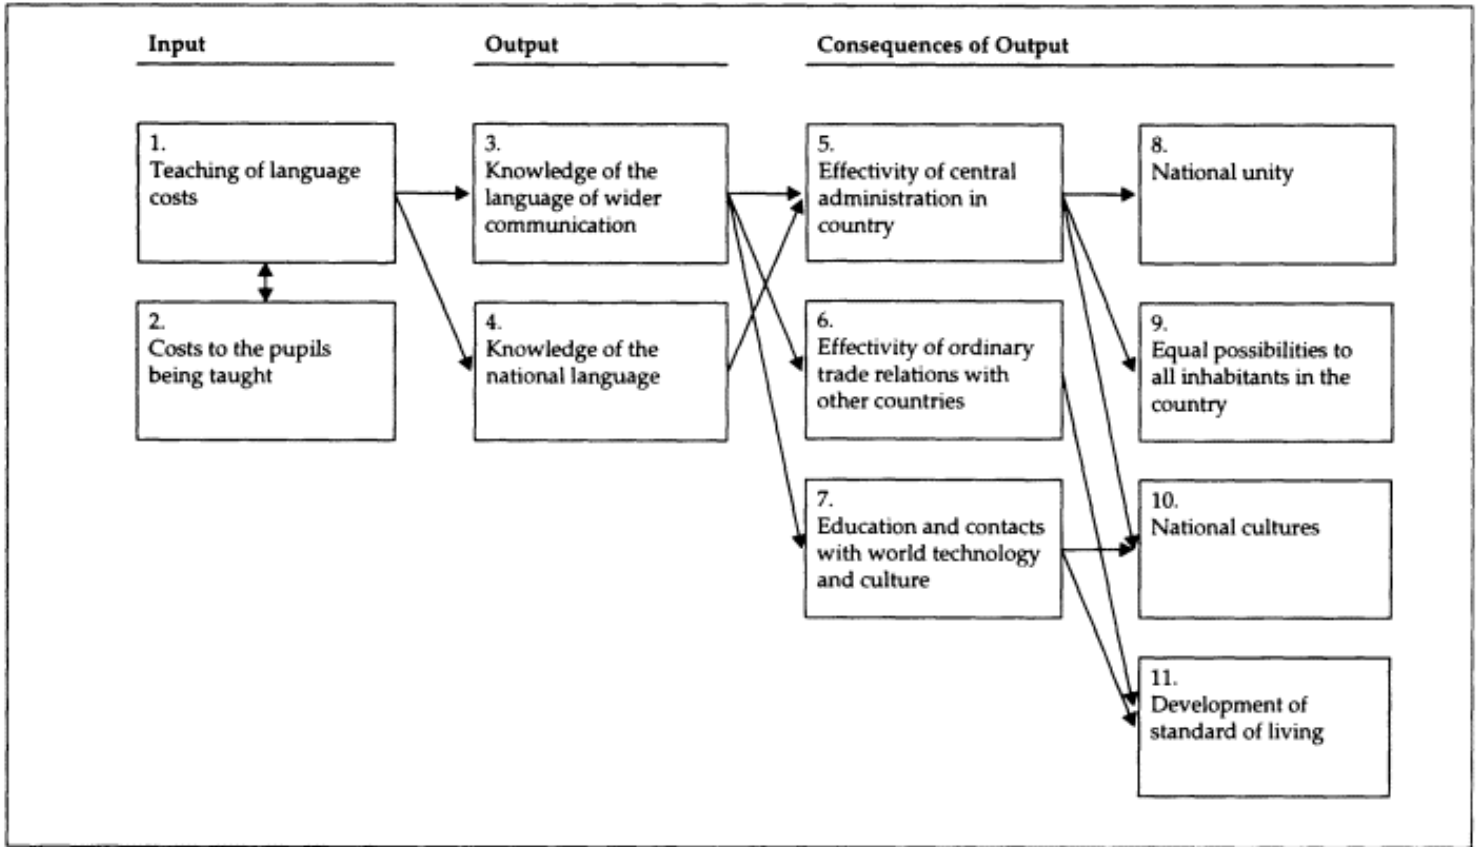 Input
Output
Consequences of Output
1.
Teaching of language
costs
2.
Costs to the pupils
being taught
3.
Knowledge of the
language of wider
communication
4.
Knowledge of the
national language
5.
Effectivity of central
administration in
country
6.
Effectivity of ordinary
trade relations with
other countries
7.
Education and contacts
with world technology
and culture
8.
National unity
9.
Equal possibilities to
all inhabitants in the
country
10.
National cultures
11.
Development of
standard of living